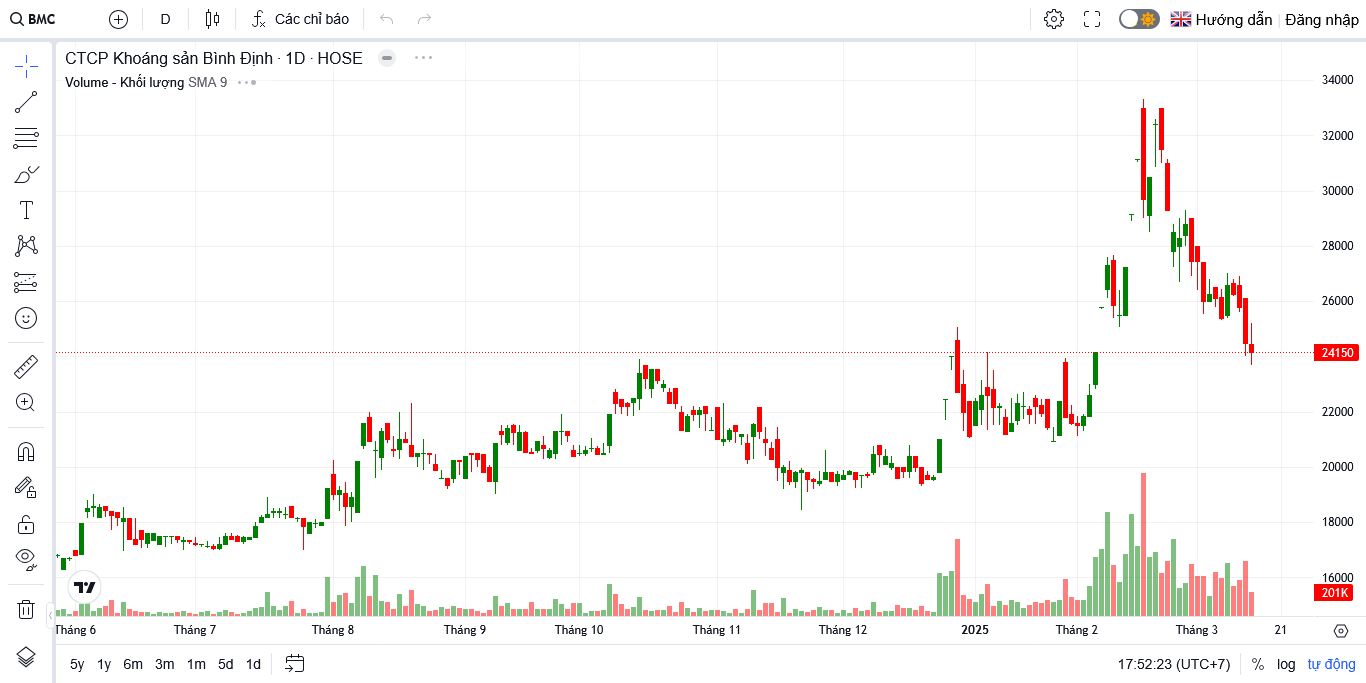 BMC D Các chỉ báo Hướng dẫn Đăng nhập
CTCP Khoáng sản Bình Định · 1D · HOSE
Volume - Khối lượng SMA 9
34000
32000
30000
28000
26000
24150
22000
20000
18000
16000
201K
Tháng 6 Tháng 7 Tháng 8 Tháng 9 Tháng 10 Tháng 11 Tháng 12 2025 Tháng 2 Tháng 3 21
5y 1y 6m 3m 1m 5d 1d 17:52:23 (UTC+7) % log tự động